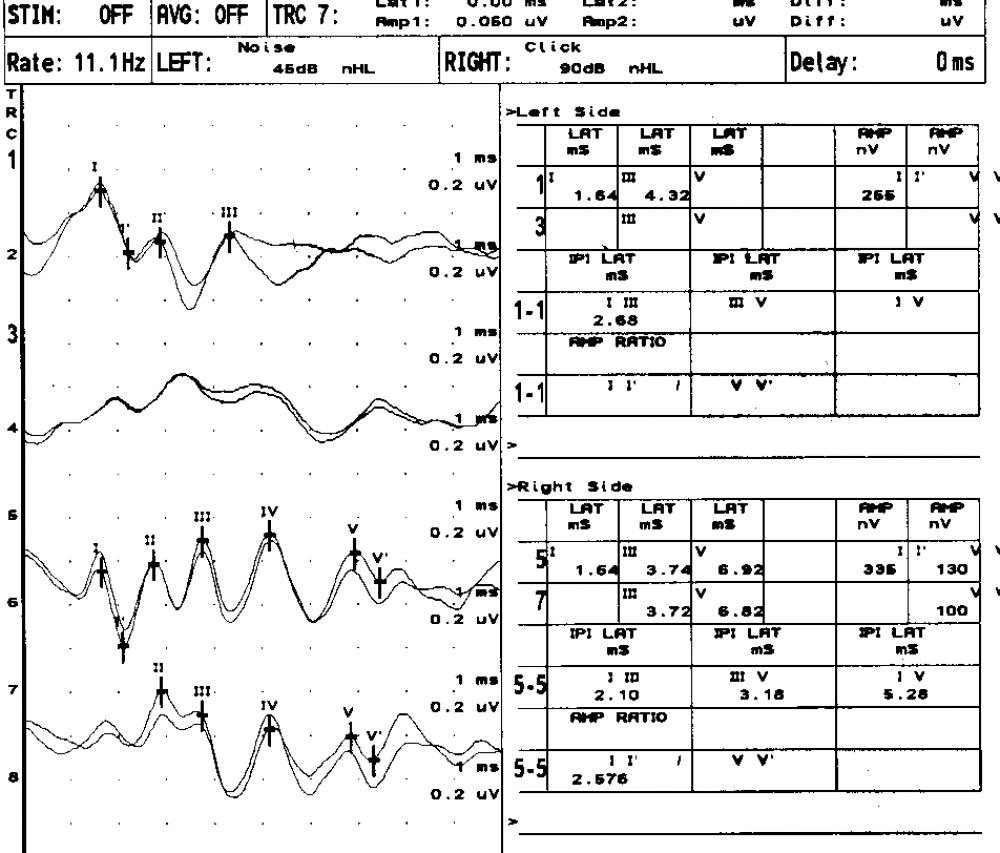 STIM: OFF AVG: OFF TRC 7: Lat1: 0.00 ms Lat2: ms Diff: ms
Amp1: 0.060 uV Amp2: uV Diff: uV
Rate: 11.1Hz LEFT: Noise 45dB nHL RIGHT: Click 90dB nHL Delay: 0ms
TRC
1
I
I'
II'
III
1 ms
0.2 uV
2
1 ms
0.2 uV
3
1 ms
0.2 uV
4
1 ms
0.2 uV
5
I
I'
II
III
IV
V
V'
1 ms
0.2 uV
6
1 ms
0.2 uV
7
II
III
IV
V
V'
1 ms
0.2 uV
8
1 ms
0.2 uV
>Left Side
LAT mS LAT mS LAT mS AMP nV AMP nV
1 I 1.64 III 4.32 V I I' 255 V V
3 III V V V
IPI LAT mS IPI LAT mS IPI LAT mS
1-1 I III 2.68 III V I V
AMP RATIO
1-1 I I' / V V'
>
>Right Side
LAT mS LAT mS LAT mS AMP nV AMP nV
5 I 1.64 III 3.74 V 6.92 I I' 335 V V 130
7 III 3.72 V 6.82 V V 100
IPI LAT mS IPI LAT mS IPI LAT mS
5-5 I III 2.10 III V 3.18 I V 5.28
AMP RATIO
5-5 I I' / V V'
2.576
>